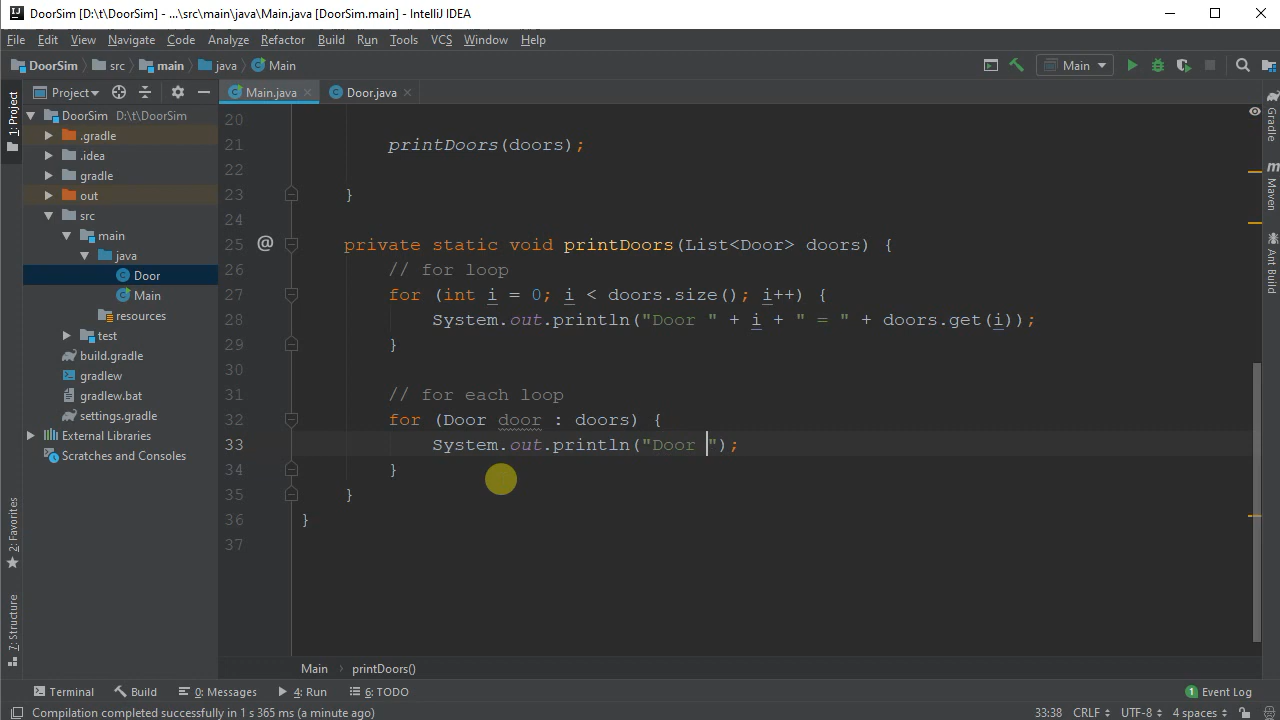 DoorSim [D:\t\DoorSim] - ...\src\main\java\Main.java [DoorSim.main] - IntelliJ IDEA
File Edit View Navigate Code Analyze Refactor Build Run Tools VCS Window Help
DoorSim src main java Main Main
1: Project
Project Main.java Door.java
DoorSim D:\t\DoorSim
.gradle
.idea
gradle
out
src
main
java
Door
Main
resources
test
build.gradle
gradlew
gradlew.bat
settings.gradle
External Libraries
Scratches and Consoles
20
21 printDoors(doors);
22
23 }
24
25 @ private static void printDoors(List<Door> doors) {
26 // for loop
27 for (int i = 0; i < doors.size(); i++) {
28 System.out.println("Door " + i + " = " + doors.get(i));
29 }
30
31 // for each loop
32 for (Door door : doors) {
33 System.out.println("Door ");
34 }
35 }
36 }
37
Gradle
m
Maven
Ant Build
2: Favorites
7: Structure
Main printDoors()
Terminal Build 0: Messages 4: Run 6: TODO 1 Event Log
Compilation completed successfully in 1 s 365 ms (a minute ago) 33:38 CRLF UTF-8 4 spaces